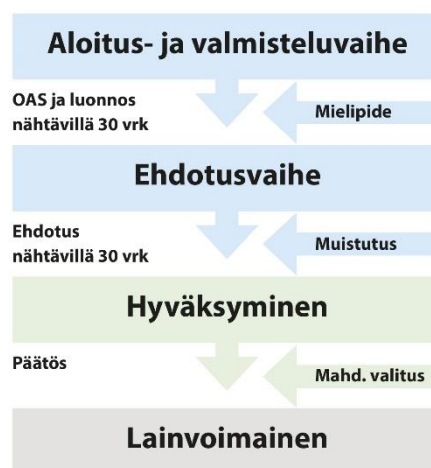 Aloitus- ja valmisteluvaihe
OAS ja luonnos
nähtävillä 30 vrk
Mielipide
Ehdotusvaihe
Ehdotus
nähtävillä 30 vrk
Muistutus
Hyväksyminen
Päätös
Mahd. valitus
Lainvoimainen